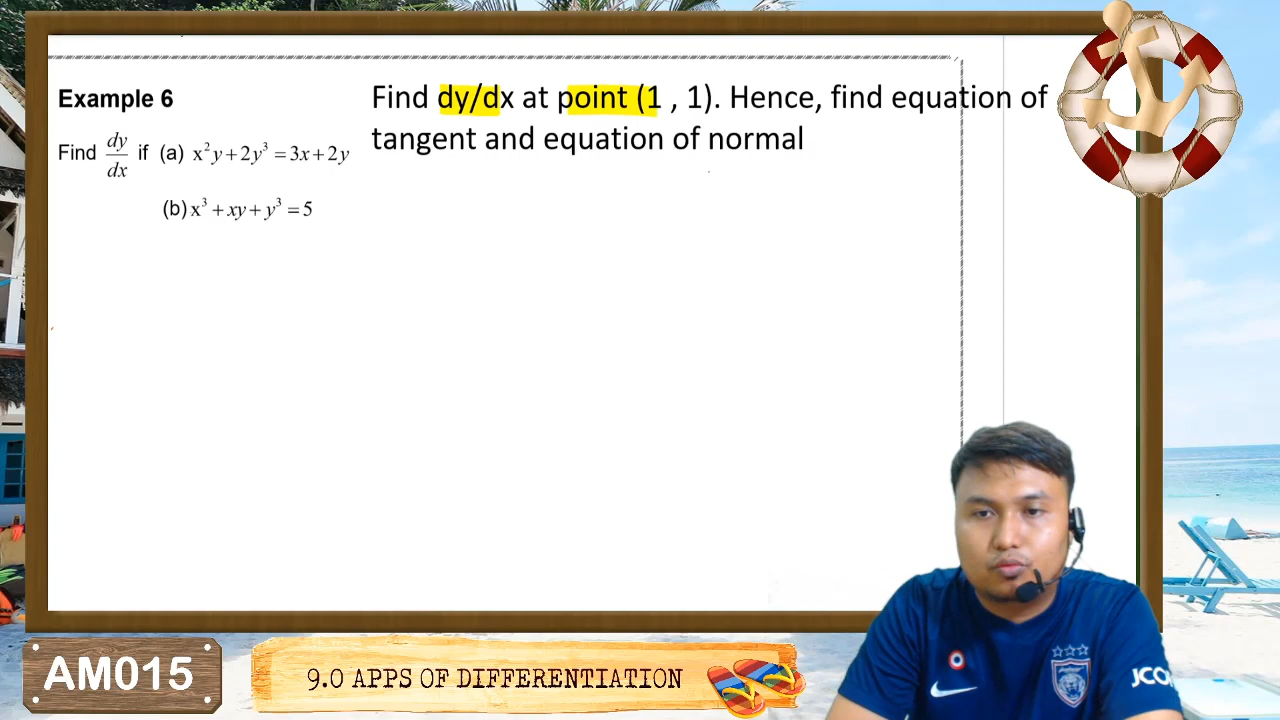 Example 6
Find dy/dx if (a) x²y + 2y³ = 3x + 2y
(b) x³ + xy + y³ = 5
Find dy/dx at point (1 , 1). Hence, find equation of
tangent and equation of normal
AM015
9.0 APPS OF DIFFERENTIATION
JCO